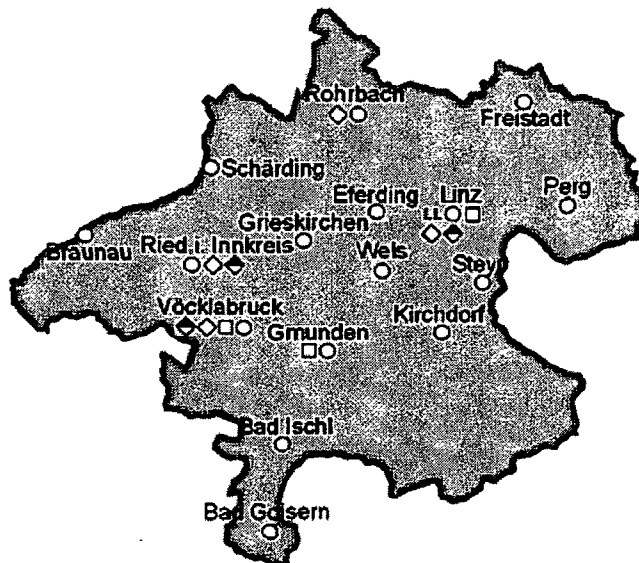 Rohrbach
Freistadt
Schärding
Perg
Eferding
Linz
LL
Grieskirchen
Braunau
Ried i. Innkreis
Wels
Steyr
Vöcklabruck
Kirchdorf
Gmunden
Bad Ischl
Bad Goisern